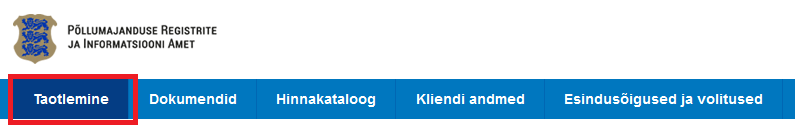 Põllumajanduse Registrite
ja Informatsiooni Amet
Taotlemine Dokumendid Hinnakataloog Kliendi andmed Esindusõigused ja volitused